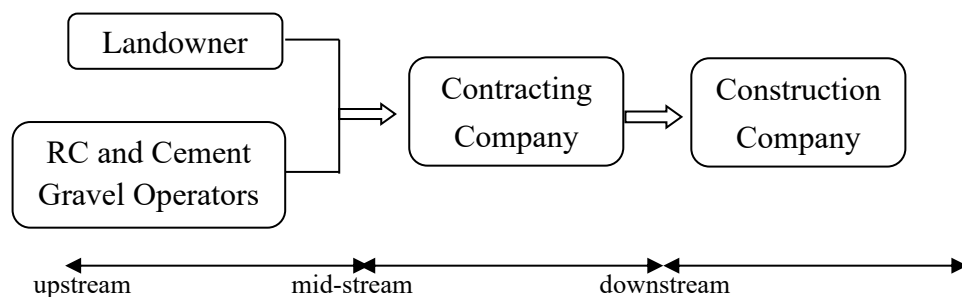 Landowner
RC and Cement
Gravel Operators
Contracting
Company
Construction
Company
upstream
mid-stream
downstream